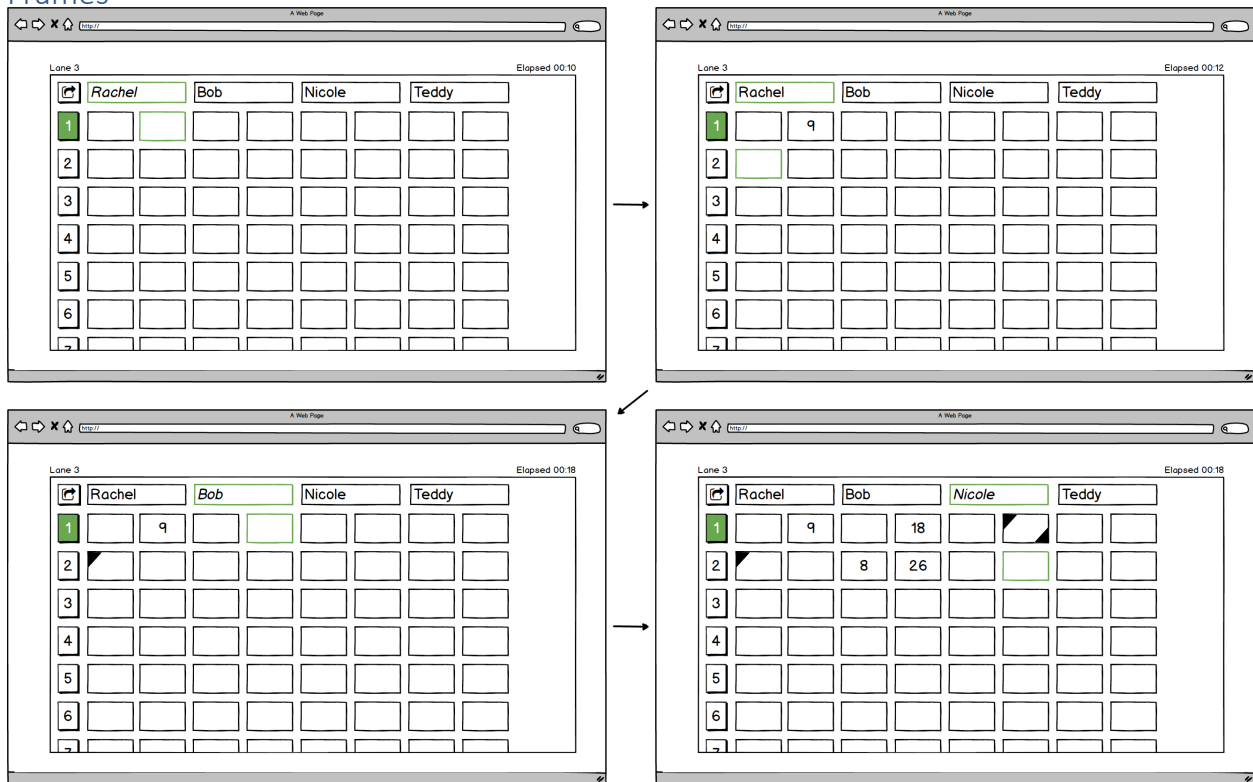 Frames
A Web Page
http://
Lane 3 Elapsed 00:10
Rachel Bob Nicole Teddy
1
2
3
4
5
6
7
A Web Page
http://
Lane 3 Elapsed 00:12
Rachel Bob Nicole Teddy
1 9
2
3
4
5
6
7
A Web Page
http://
Lane 3 Elapsed 00:18
Rachel Bob Nicole Teddy
1 9
2
3
4
5
6
7
A Web Page
http://
Lane 3 Elapsed 00:18
Rachel Bob Nicole Teddy
1 9 18
2 8 26
3
4
5
6
7